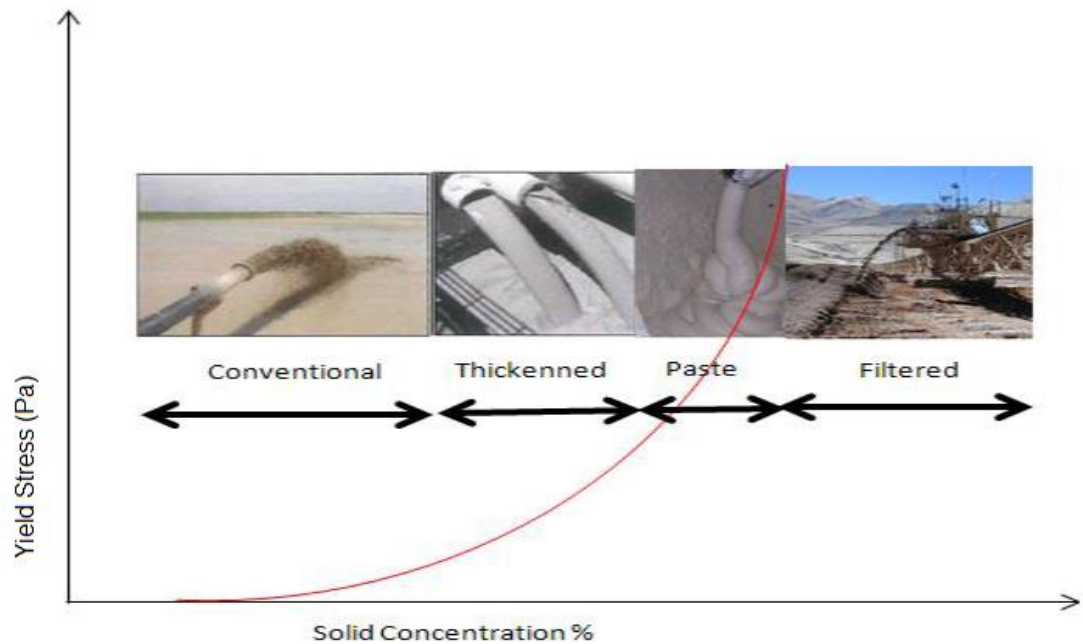 Conventional
Thickenned
Paste
Filtered
Yield Stress (Pa)
Solid Concentration %